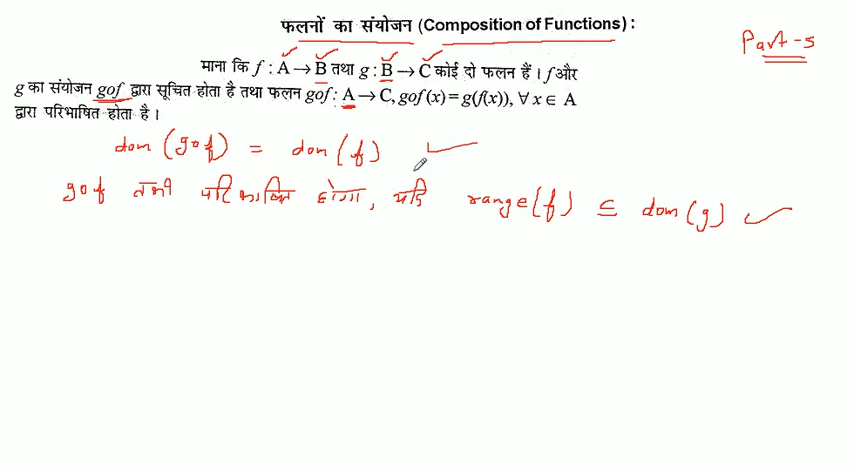 फलनों का संयोजन (Composition of Functions) :
Part-5
माना कि f : A → B तथा g : B → C कोई दो फलन हैं । f और
g का संयोजन gof द्वारा सूचित होता है तथा फलन gof : A → C, gof (x) = g(f(x)), ∀ x ∈ A
द्वारा परिभाषित होता है ।
dom (gof) = dom (f)
gof तभी परिभाषित होगा, यदि range(f) ⊆ dom(g)